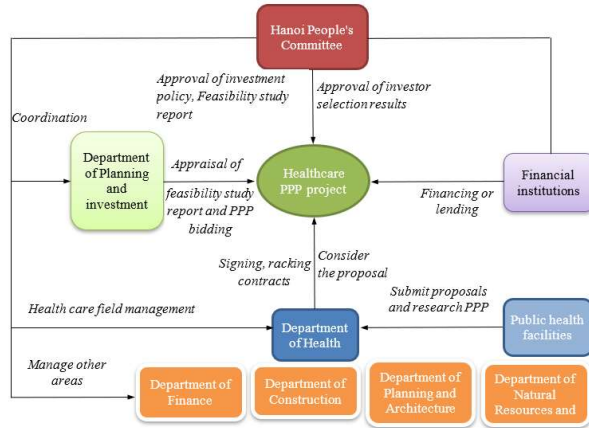 Hanoi People's
Committee
Approval of investment
policy, Feasibility study
report
Approval of investor
selection results
Coordination
Department
of Planning
and
investment
Appraisal of
feasibility study
report and PPP
bidding
Healthcare
PPP project
Financing or
lending
Financial
institutions
Signing, racking
contracts
Consider
the proposal
Submit proposals
and research PPP
Health care field management
Department
of Health
Public health
facilities
Manage other
areas
Department of
Finance
Department of
Construction
Department of
Planning and
Architecture
Department of
Natural
Resources and